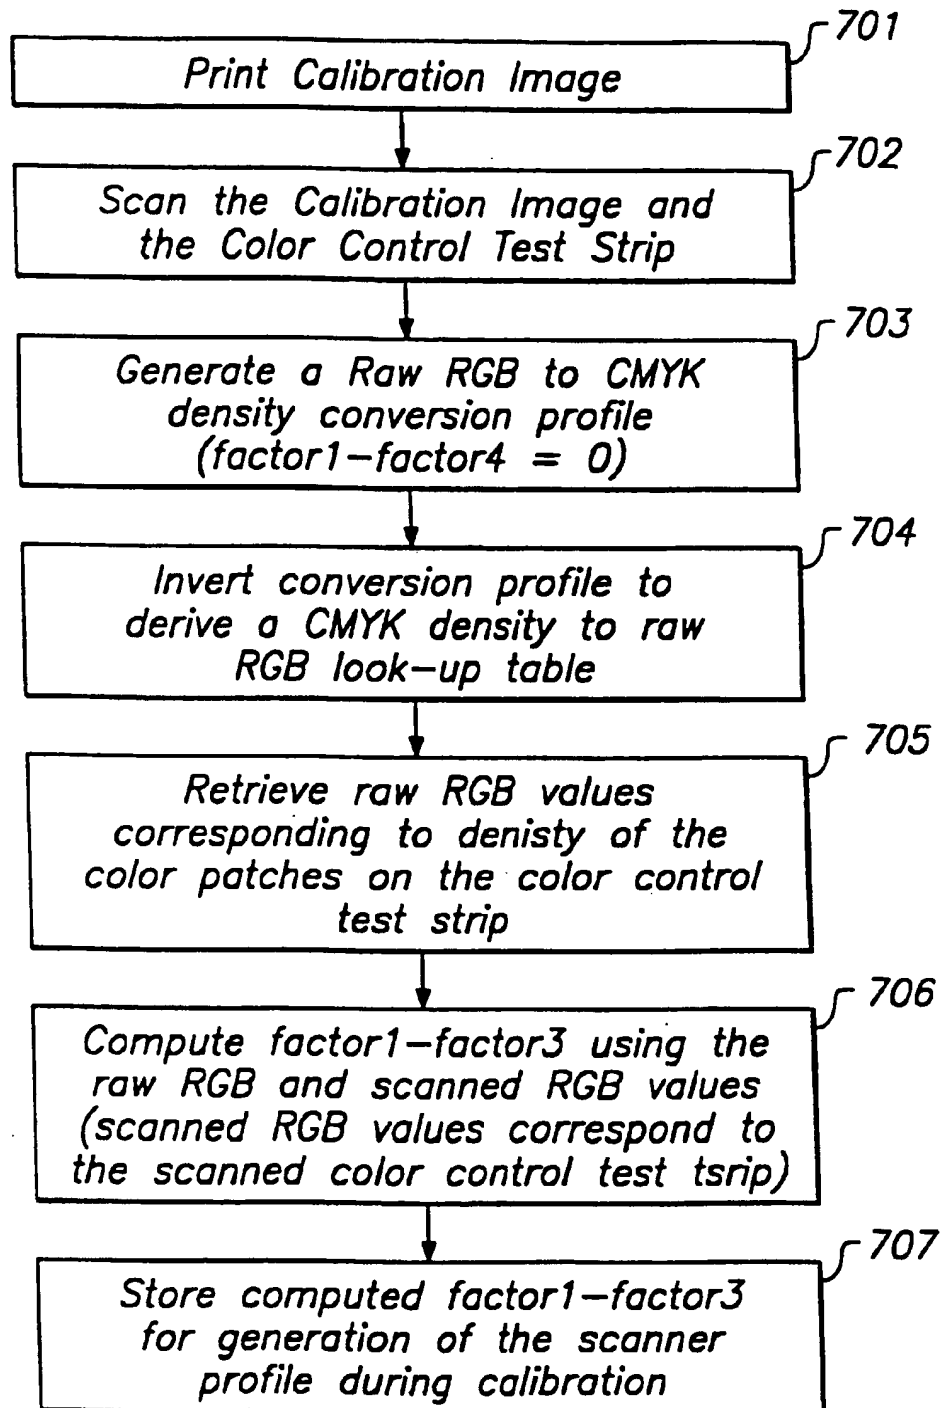 701
Print Calibration Image
702
Scan the Calibration Image and
the Color Control Test Strip
703
Generate a Raw RGB to CMYK
density conversion profile
(factor1-factor4 = 0)
704
Invert conversion profile to
derive a CMYK density to raw
RGB look-up table
705
Retrieve raw RGB values
corresponding to denisty of the
color patches on the color control
test strip
706
Compute factor1-factor3 using the
raw RGB and scanned RGB values
(scanned RGB values correspond to
the scanned color control test tsrip)
707
Store computed factor1-factor3
for generation of the scanner
profile during calibration